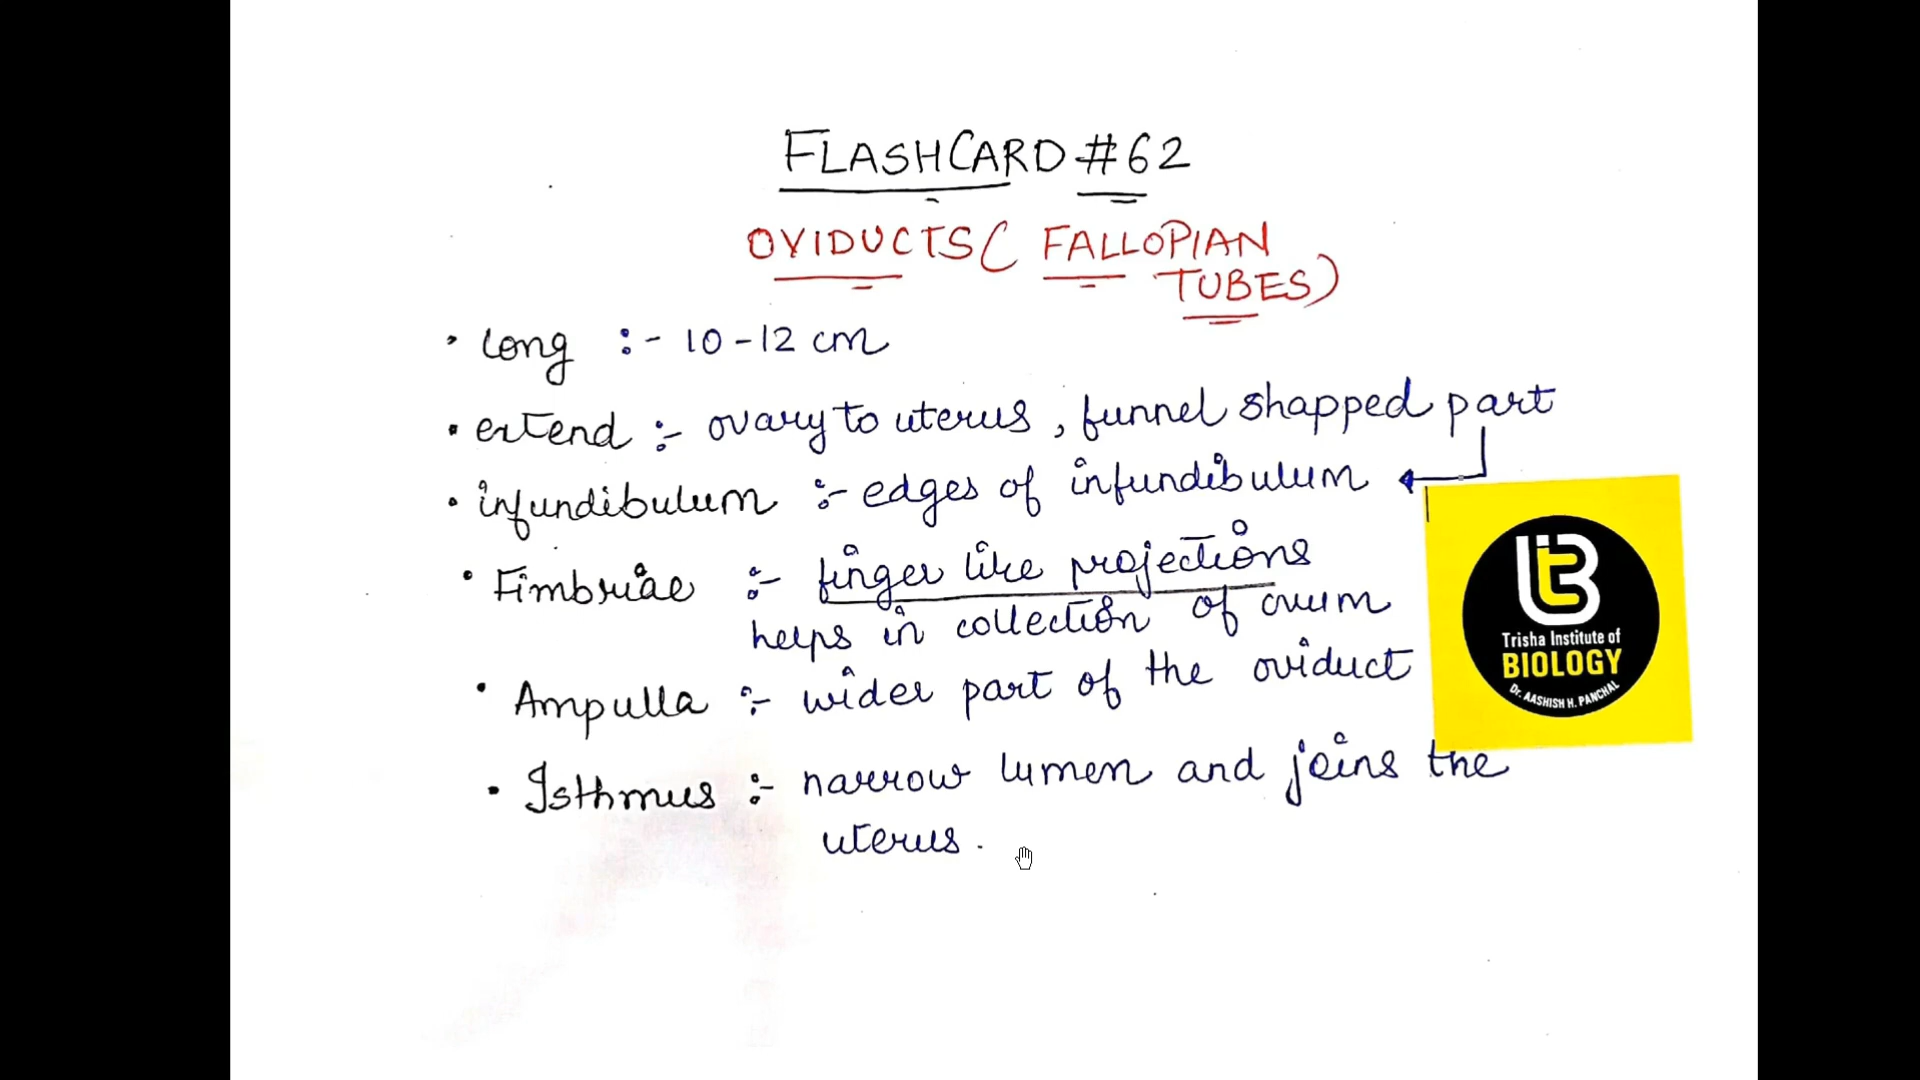 FLASHCARD #62
OVIDUCTS ( FALLOPIAN
TUBES)
• Long :- 10-12 cm
• extend :- ovary to uterus, funnel shapped part
• infundibulum :- edges of infundibulum
• Fimbriae :- finger like projections
helps in collection of ovum
• Ampulla :- wider part of the oviduct
• Isthmus :- narrow lumen and joins the
uterus.
Trisha Institute of
BIOLOGY
Dr. AASHISH H. PANCHAL